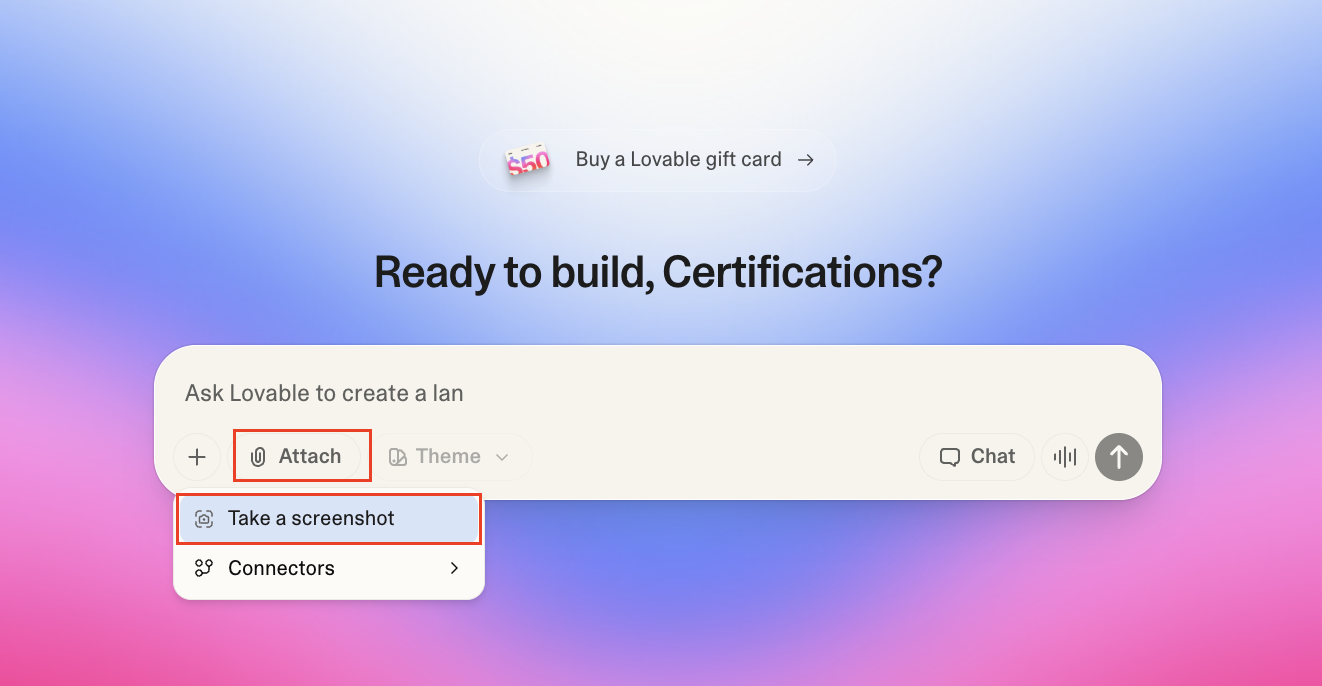 $50 Buy a Lovable gift card →
Ready to build, Certifications?
Ask Lovable to create a lan
+ Attach Theme Chat
Take a screenshot
Connectors